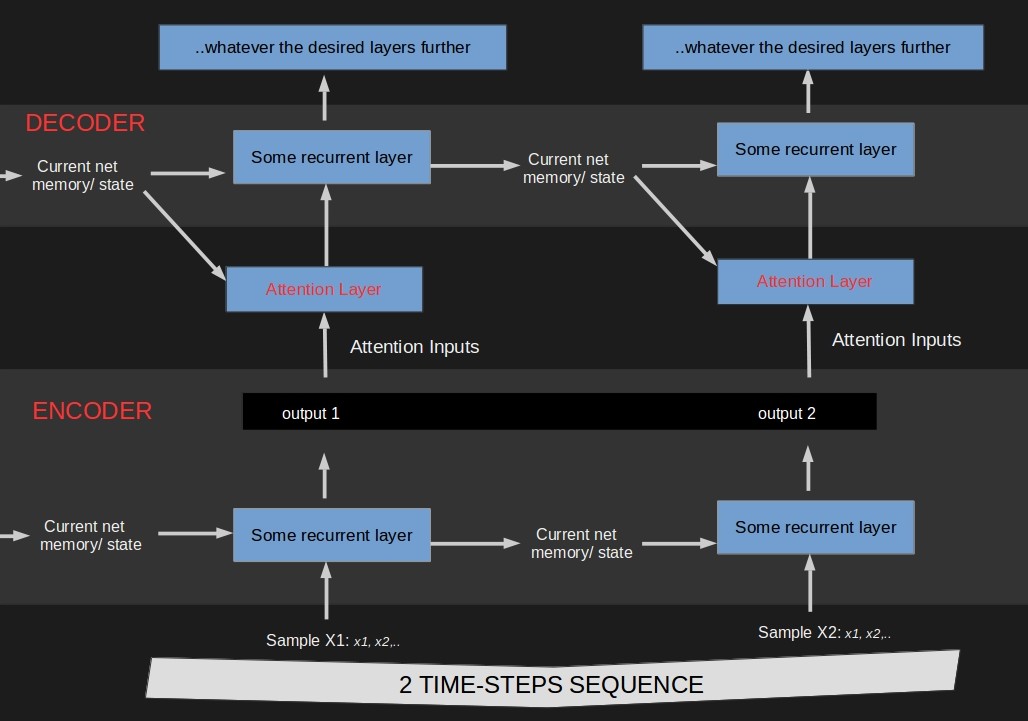 ..whatever the desired layers further
..whatever the desired layers further
DECODER
Current net
memory/ state
Some recurrent layer
Current net
memory/ state
Some recurrent layer
Attention Layer
Attention Layer
Attention Inputs
Attention Inputs
ENCODER
output 1
output 2
Current net
memory/ state
Some recurrent layer
Current net
memory/ state
Some recurrent layer
Sample X1: x1, x2,..
Sample X2: x1, x2,..
2 TIME-STEPS SEQUENCE